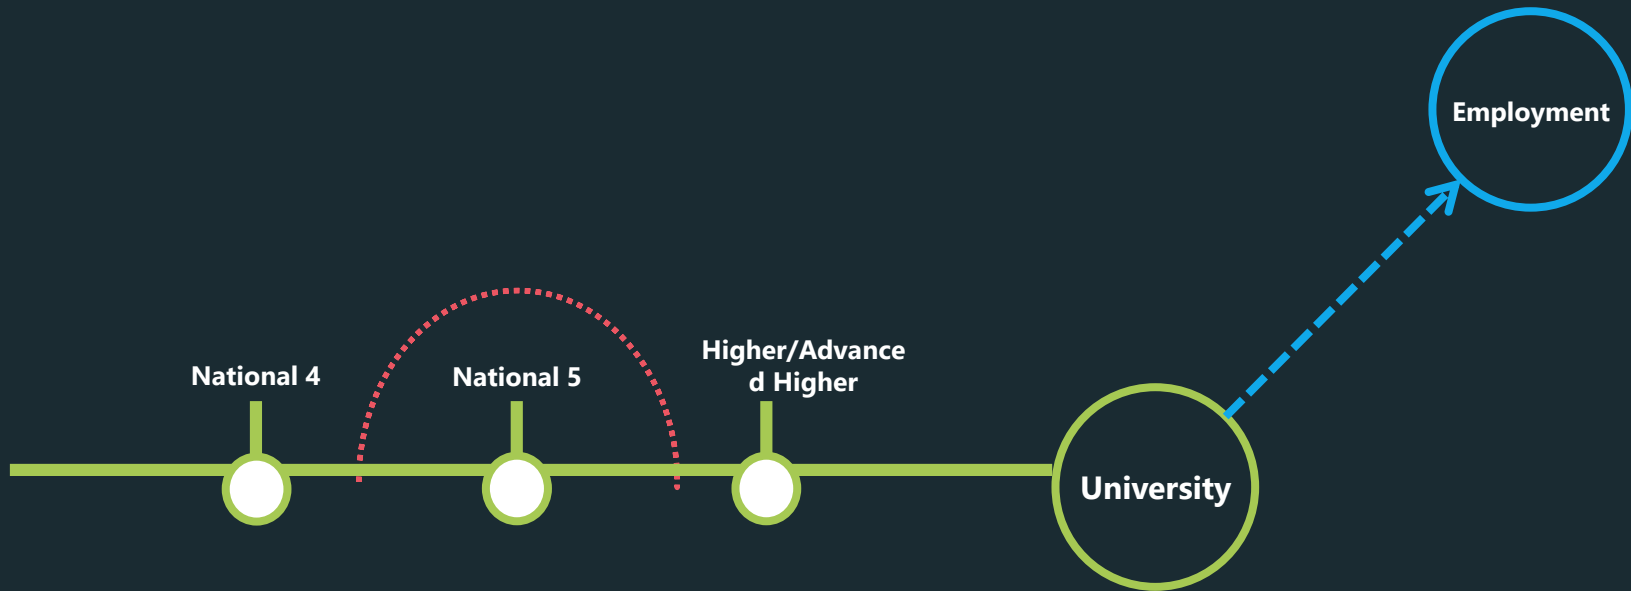 Employment
Higher/Advance
d Higher
National 4
National 5
University